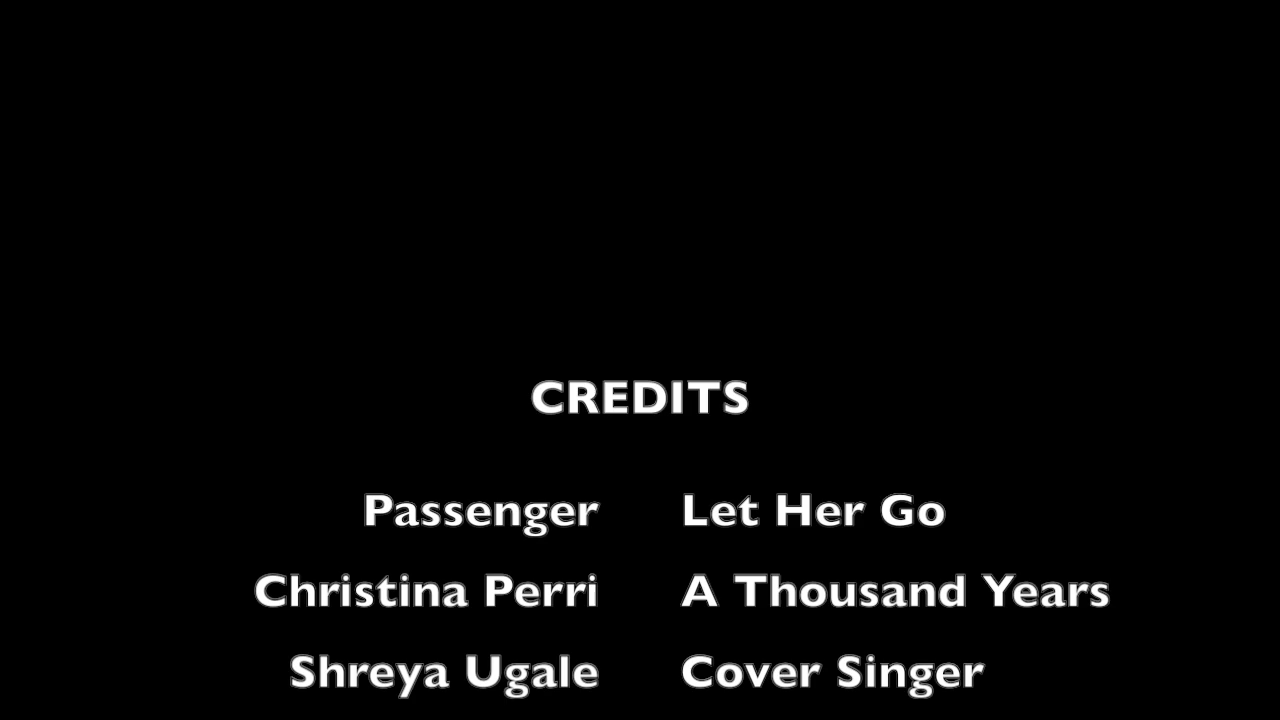 CREDITS
Passenger Let Her Go
Christina Perri A Thousand Years
Shreya Ugale Cover Singer